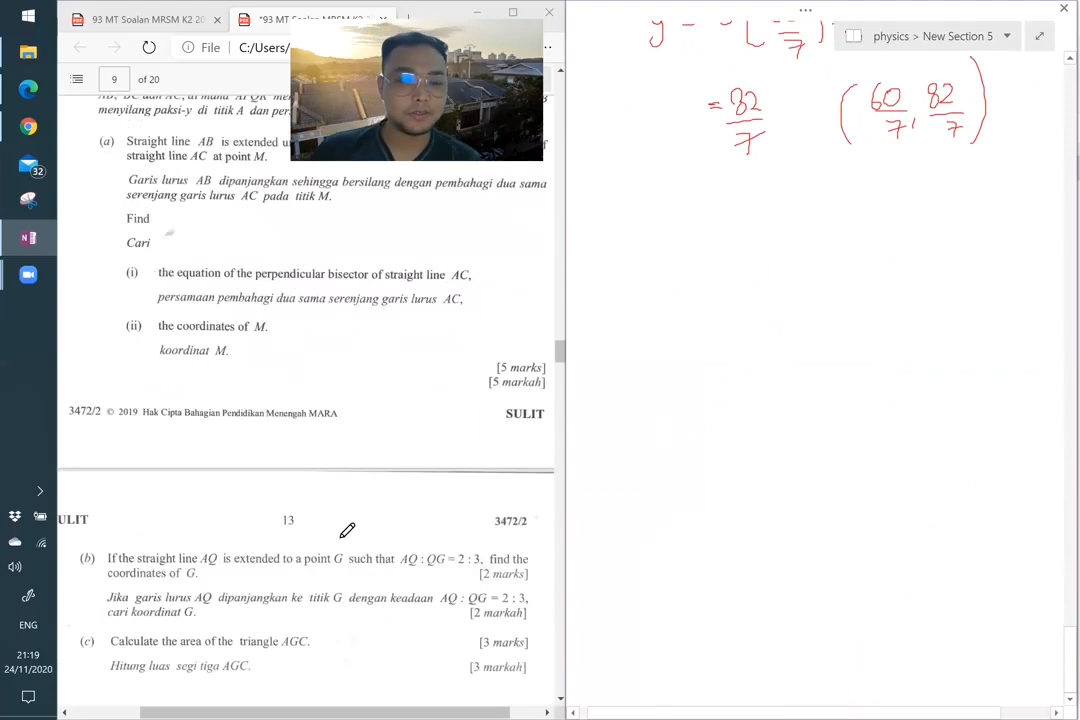 93 MT Soalan MRSM K2 20
*93 MT Soalan MRSM K2 20
File
C:/Users/
9 of 20
menyilang paksi-y di titik A dan
(a) Straight line AB is extended
straight line AC at point M.
Garis lurus AB dipanjangkan sehingga bersilang dengan pembahagi dua sama
serenjang garis lurus AC pada titik M.
Find
Cari
(i) the equation of the perpendicular bisector of straight line AC,
persamaan pembahagi dua sama serenjang garis lurus AC,
(ii) the coordinates of M.
koordinat M.
[5 marks]
[5 markah]
3472/2 © 2019 Hak Cipta Bahagian Pendidikan Menengah MARA SULIT
ULIT 13 3472/2
(b) If the straight line AQ is extended to a point G such that AQ : QG = 2 : 3, find the
coordinates of G. [2 marks]
Jika garis lurus AQ dipanjangkan ke titik G dengan keadaan AQ : QG = 2 : 3,
cari koordinat G. [2 markah]
(c) Calculate the area of the triangle AGC. [3 marks]
Hitung luas segi tiga AGC. [3 markah]
physics > New Section 5
= 82/7
(60/7, 82/7)
32
ENG
21:19
24/11/2020